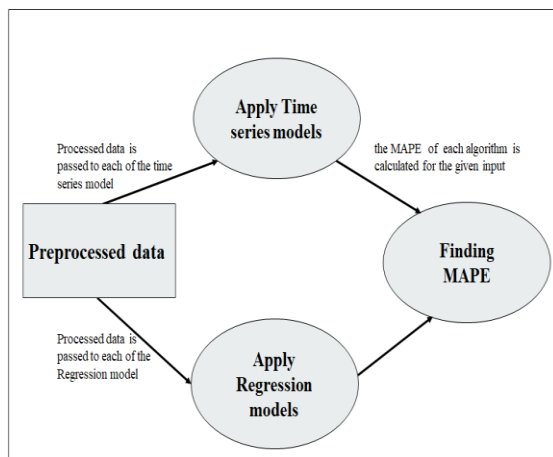 Apply Time
series models
Processed data is
passed to each of the time
series model
the MAPE of each algorithm is
calculated for the given input
Preprocessed data
Finding
MAPE
Processed data is
passed to each of the
Regression model
Apply
Regression
models